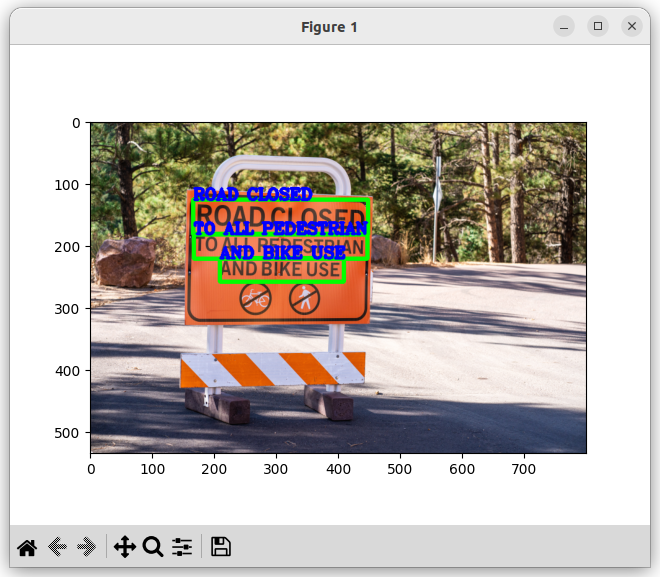 Figure 1
0
100
200
300
400
500
ROAD CLOSED
ROAD CLOSED
TO ALL PEDESTRIAN
TO ALL PEDESTRIAN
AND BIKE USE
AND BIKE USE
0 100 200 300 400 500 600 700